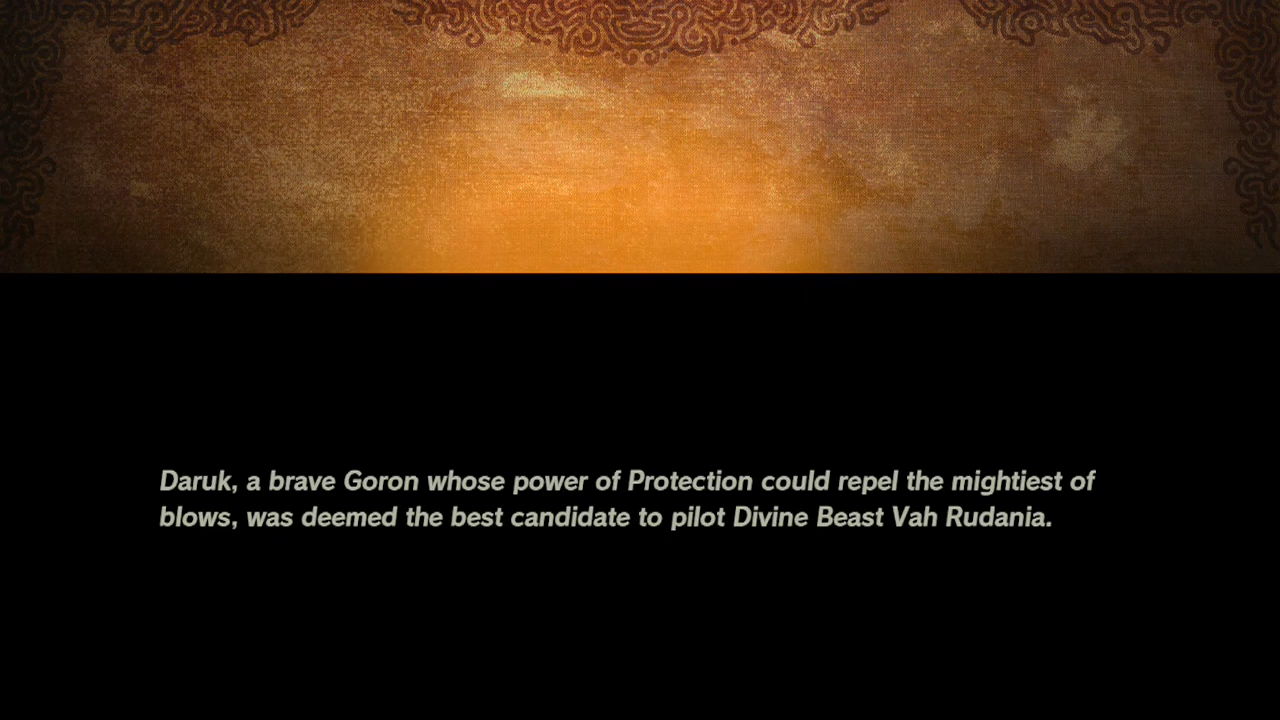 Daruk, a brave Goron whose power of Protection could repel the mightiest of
blows, was deemed the best candidate to pilot Divine Beast Vah Rudania.